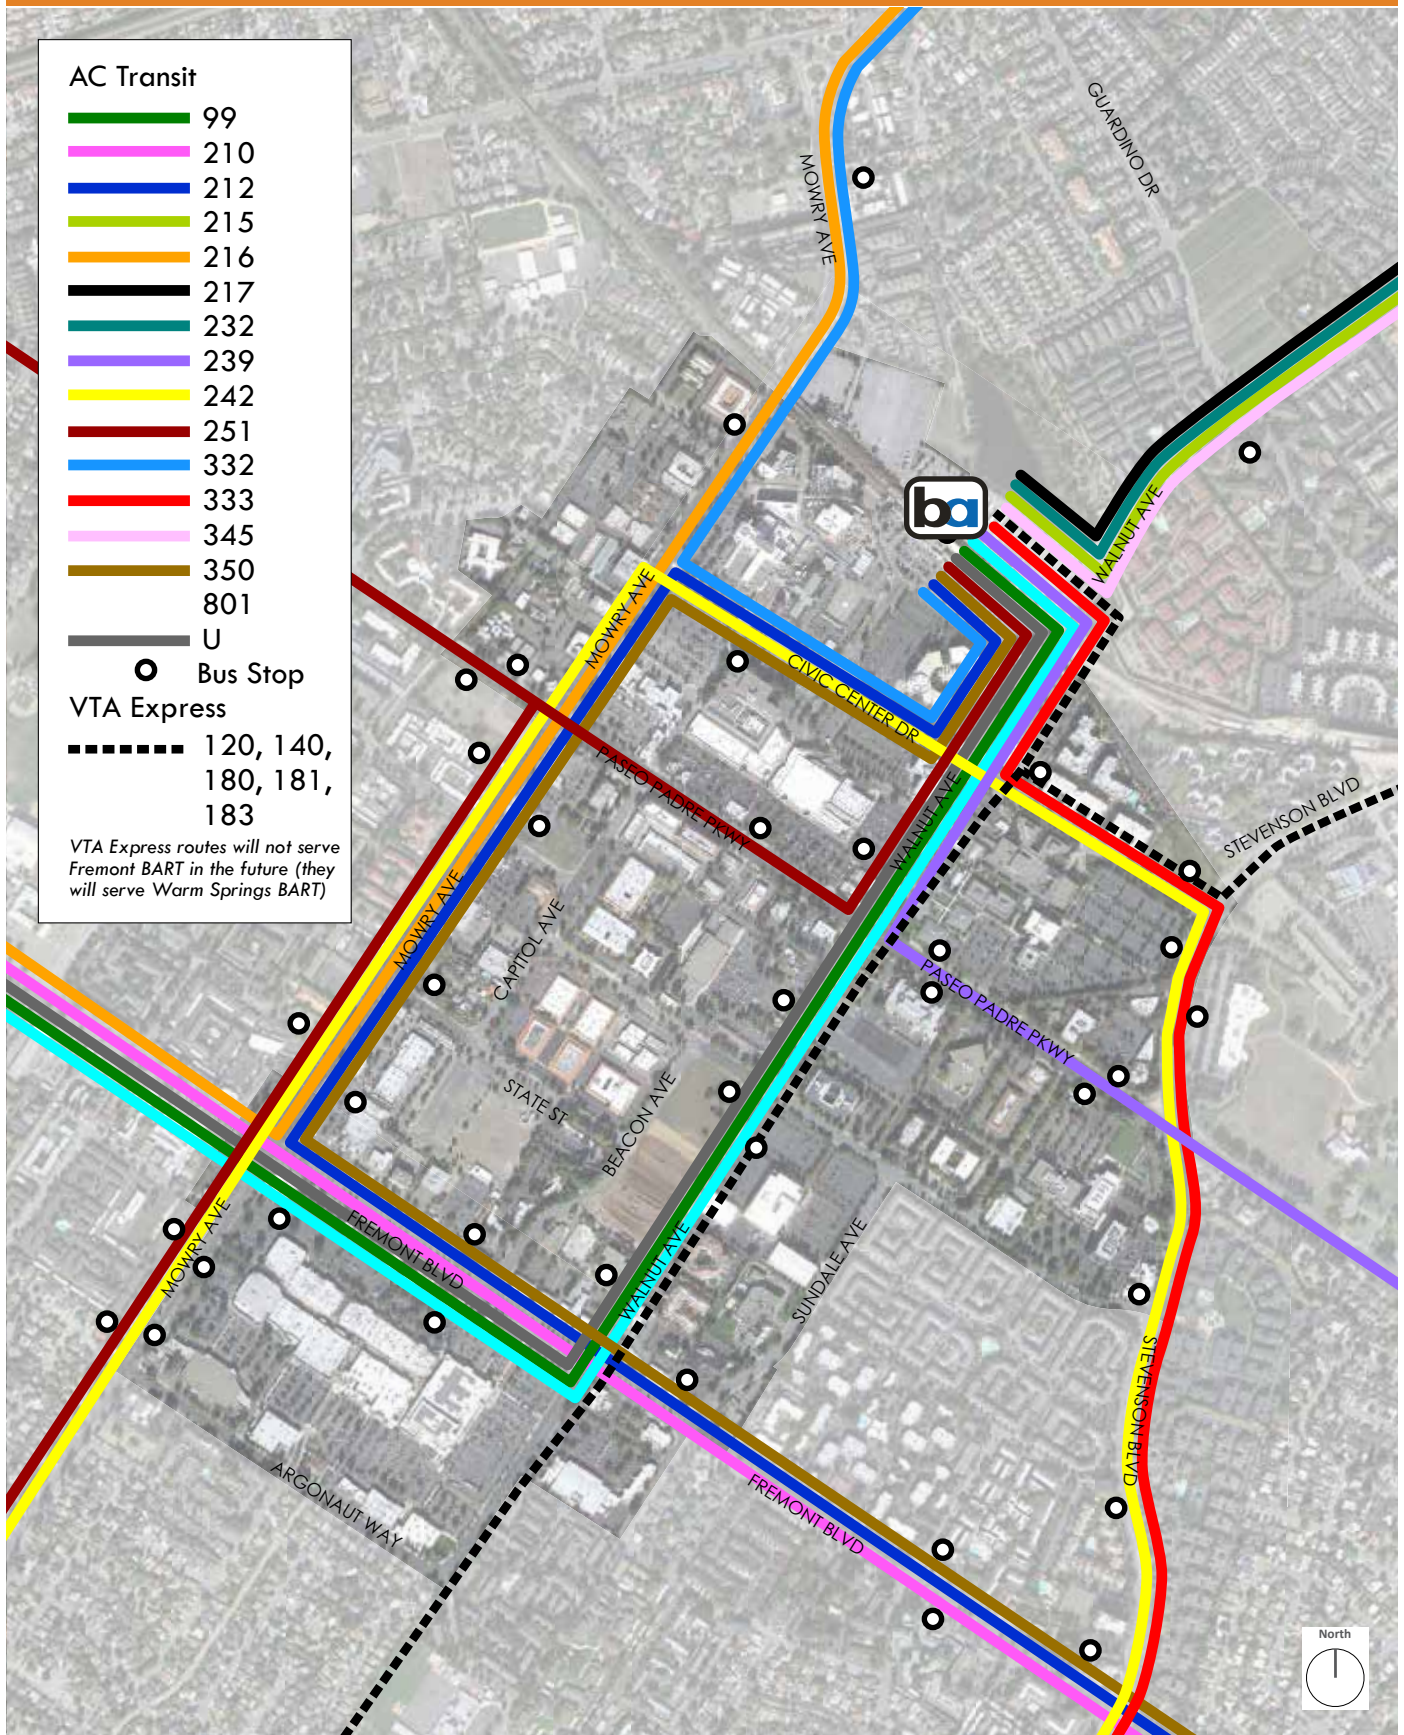 AC Transit
99
210
212
215
216
217
232
239
242
251
332
333
345
350
801
U
Bus Stop
VTA Express
120, 140,
180, 181,
183
VTA Express routes will not serve
Fremont BART in the future (they
will serve Warm Springs BART)
GUARDINO DR
MOWRY AVE
ba
WALNUT AVE
MOWRY AVE
CIVIC CENTER DR
PASEO PADRE PKWY
WALNUT AVE
STEVENSON BLVD
MOWRY AVE
CAPITOL AVE
PASEO PADRE PKWY
STATE ST
BEACON AVE
MOWRY AVE
FREMONT BLVD
WALNUT AVE
SUNDALE AVE
STEVENSON BLVD
ARGONAUT WAY
FREMONT BLVD
North